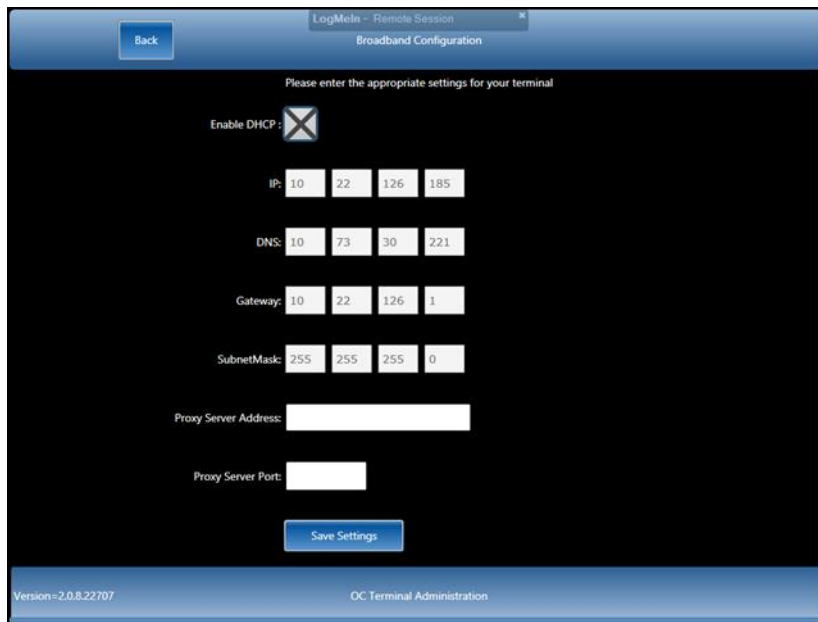 LogMeIn - Remote Session ×
Back
Broadband Configuration
Please enter the appropriate settings for your terminal
Enable DHCP :
IP: 10 22 126 185
DNS: 10 73 30 221
Gateway: 10 22 126 1
SubnetMask: 255 255 255 0
Proxy Server Address:
Proxy Server Port:
Save Settings
Version=2.0.8.22707
OC Terminal Administration